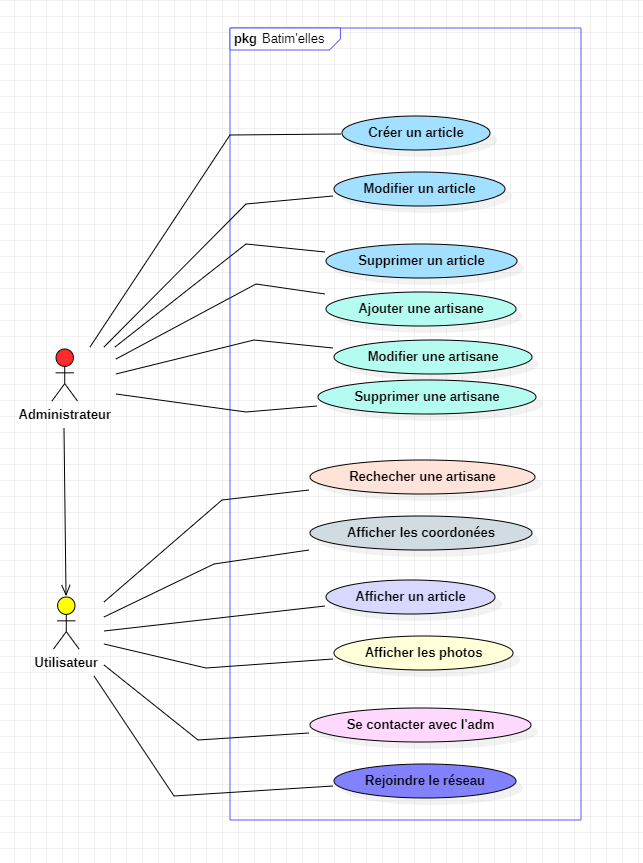 pkg Batim'elles
Créer un article
Modifier un article
Supprimer un article
Ajouter une artisane
Modifier une artisane
Supprimer une artisane
Administrateur
Rechecher une artisane
Afficher les coordonées
Afficher un article
Afficher les photos
Utilisateur
Se contacter avec l'adm
Rejoindre le réseau